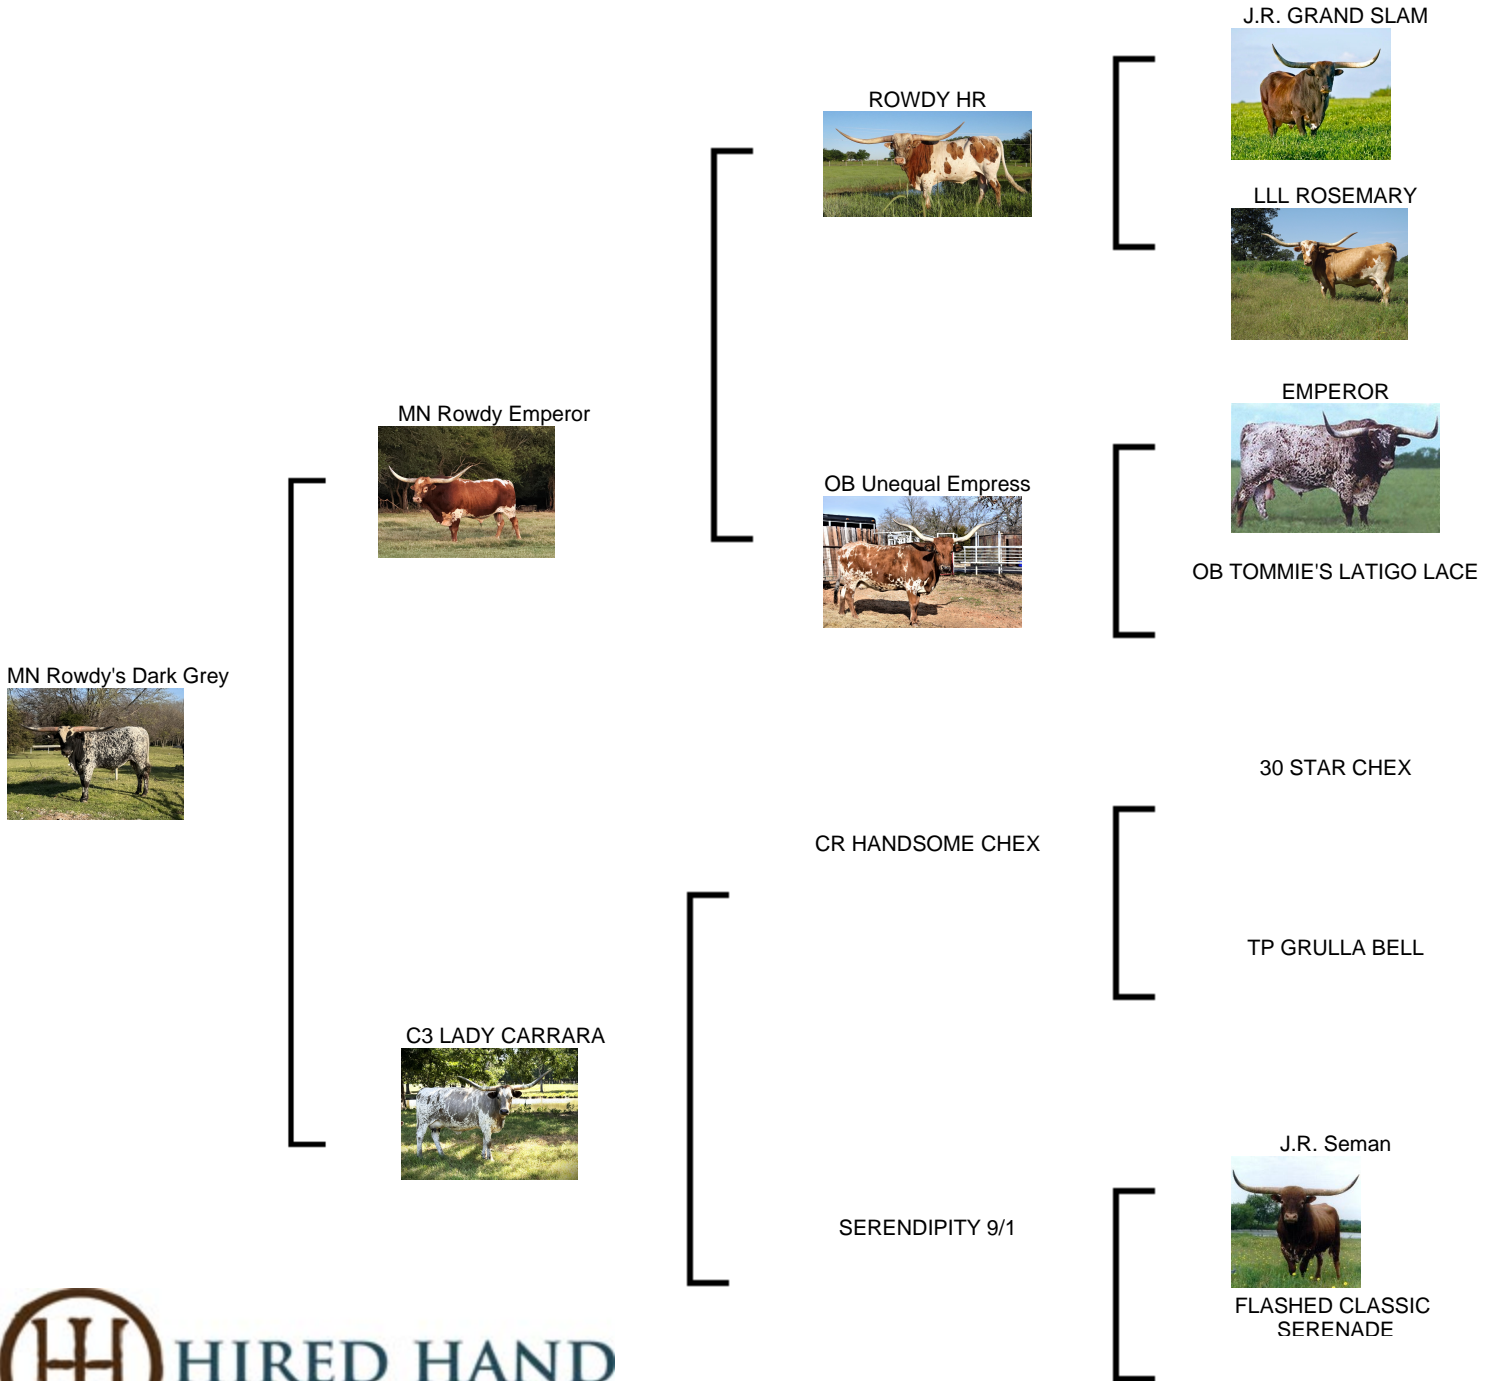 J.R. GRAND SLAM
ROWDY HR
LLL ROSEMARY
EMPEROR
MN Rowdy Emperor
OB Unequal Empress
OB TOMMIE'S LATIGO LACE
MN Rowdy's Dark Grey
30 STAR CHEX
CR HANDSOME CHEX
TP GRULLA BELL
C3 LADY CARRARA
J.R. Seman
SERENDIPITY 9/1
FLASHED CLASSIC
SERENADE
HIRED HAND